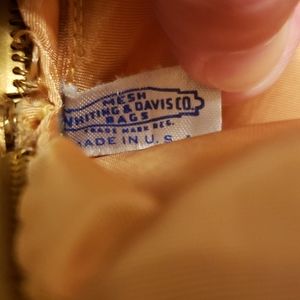 MESH
WHITING & DAVIS CO.
BAGS
TRADE MARK REG.
MADE IN U.S.A